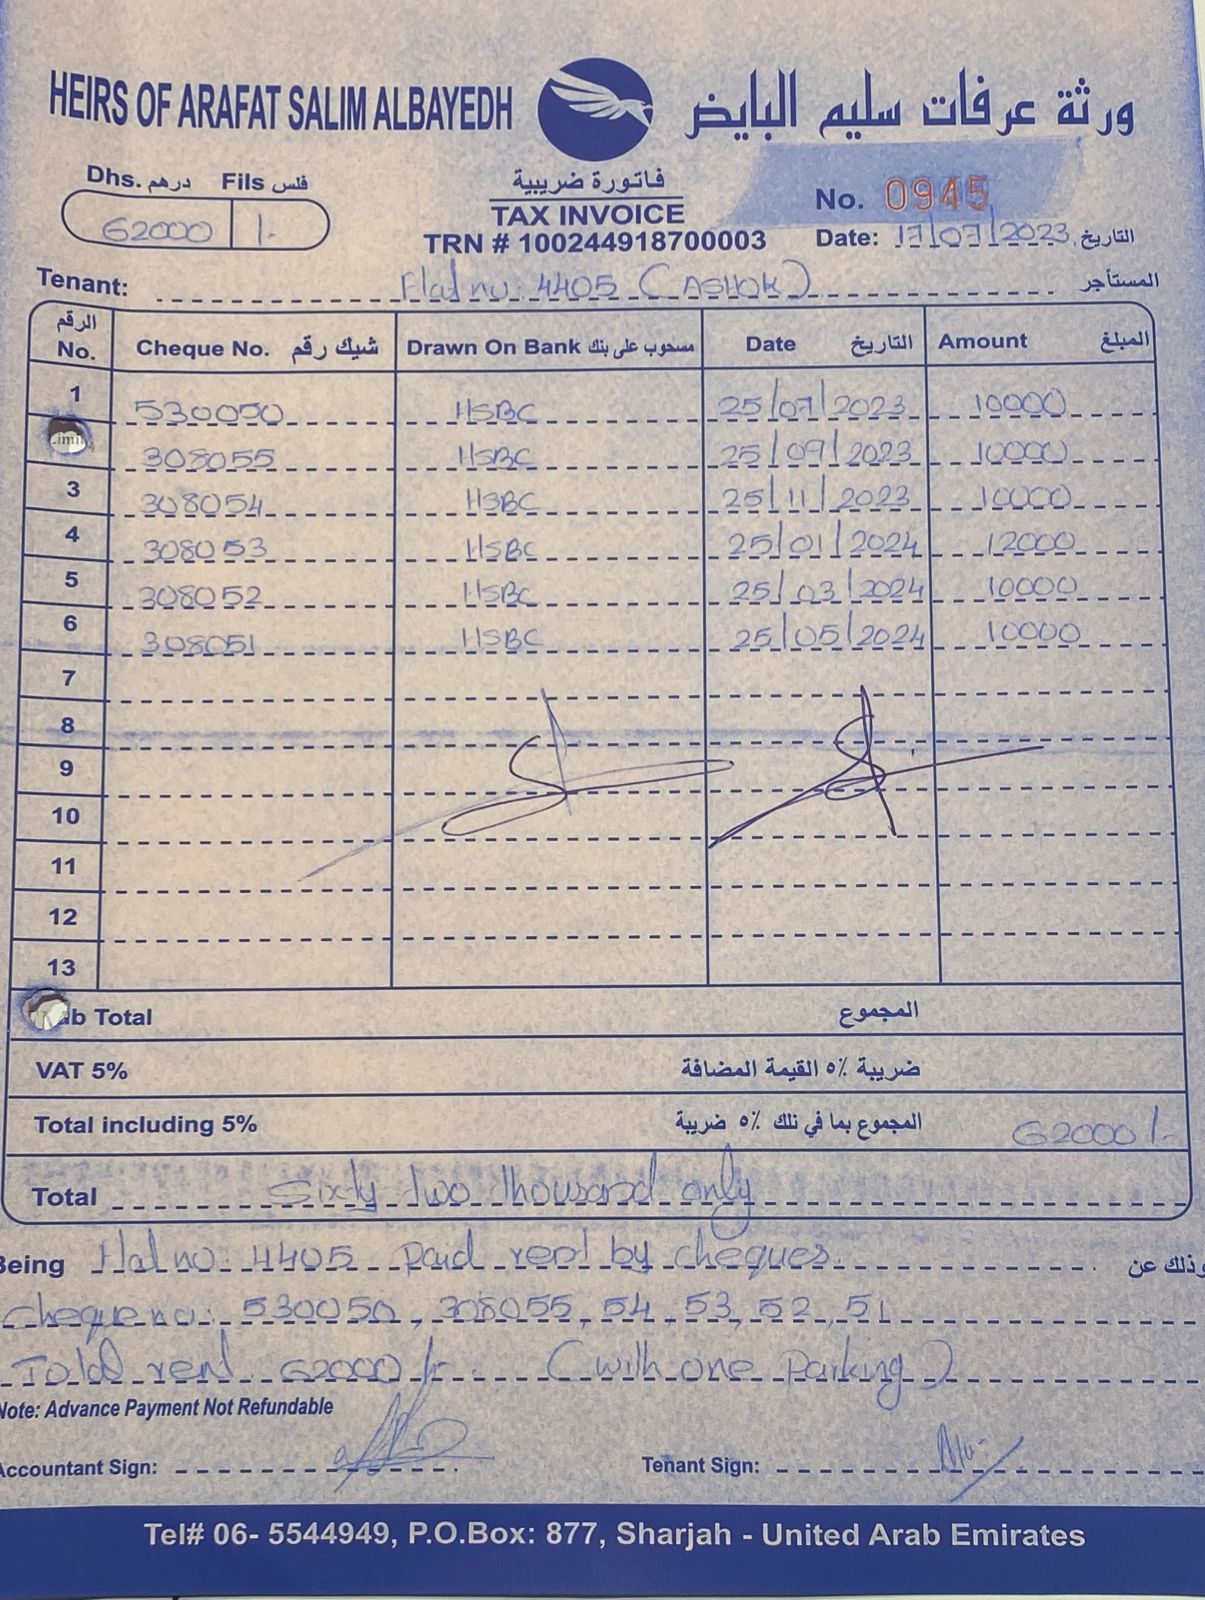 HEIRS OF ARAFAT SALIM ALBAYEDH ورثة عرفات سليم البايض
Dhs. درهم Fils فلس
62000 /-
فاتورة ضريبية
TAX INVOICE
TRN # 100244918700003
No. 0945
Date: 17/07/2023 التاريخ
Tenant: Flat no: 4405 (ASHOK) المستأجر
الرقم No. Cheque No. شيك رقم Drawn On Bank مسحوب على بنك Date التاريخ Amount المبلغ
1 530050 HSBC 25/07/2023 10000
308055 HSBC 25/09/2023 10000
3 308054 HSBC 25/11/2023 10000
4 308053 HSBC 25/01/2024 12000
5 308052 HSBC 25/03/2024 10000
6 308051 HSBC 25/05/2024 10000
7
8
9
10
11
12
13
b Total المجموع
VAT 5% ضريبة ٥٪ القيمة المضافة
Total including 5% المجموع بما في تلك ٥٪ ضريبة 62000/-
Total Sixty Two thousand only
Being Flat no: 4405 Paid rent by cheques. وذلك عن
cheque no: 530050, 308055, 54, 53, 52, 51
Total rent 62000/- (with one Parking)
Note: Advance Payment Not Refundable
Accountant Sign: Tenant Sign:
Tel# 06- 5544949, P.O.Box: 877, Sharjah - United Arab Emirates